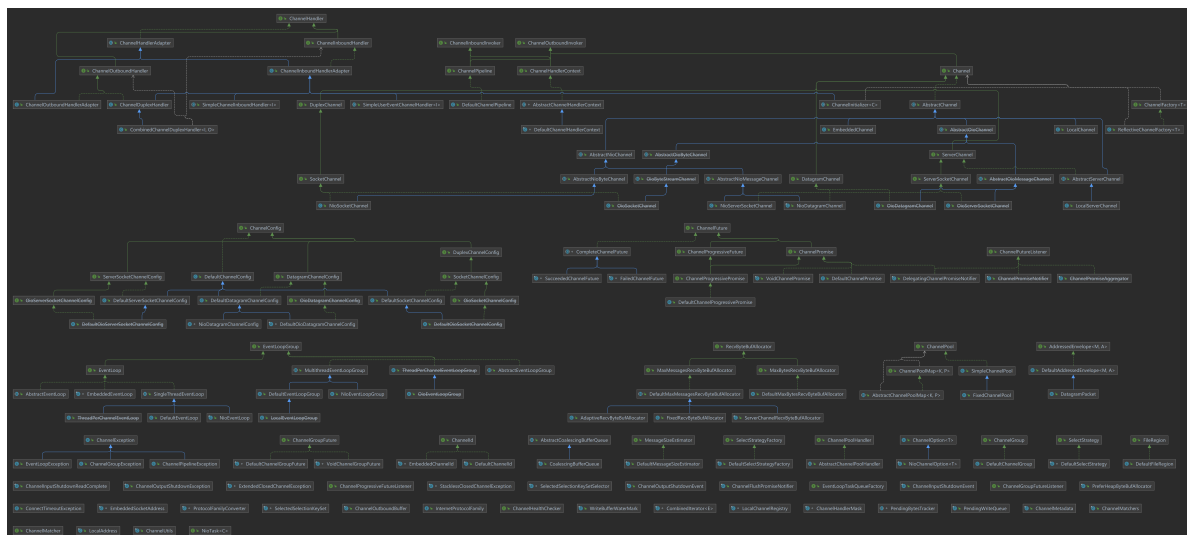 ChannelHandler
ChannelHandlerAdapter ChannelInboundHandler ChannelInboundInvoker ChannelOutboundInvoker
ChannelOutboundHandler ChannelInboundHandlerAdapter ChannelPipeline ChannelHandlerContext Channel
ChannelOutboundHandlerAdapter ChannelDuplexHandler SimpleChannelInboundHandler<I> DuplexChannel SimpleUserEventChannelHandler<I> DefaultChannelPipeline AbstractChannelHandlerContext ChannelInitializer<C> AbstractChannel ChannelFactory<T>
CombinedChannelDuplexHandler<I, O> DefaultChannelHandlerContext EmbeddedChannel AbstractOioChannel LocalChannel ReflectiveChannelFactory<T>
AbstractNioChannel AbstractOioByteChannel ServerChannel
SocketChannel AbstractNioByteChannel OioByteStreamChannel AbstractNioMessageChannel DatagramChannel ServerSocketChannel AbstractOioMessageChannel AbstractServerChannel
NioSocketChannel OioSocketChannel NioServerSocketChannel NioDatagramChannel OioDatagramChannel OioServerSocketChannel LocalServerChannel
ChannelConfig ChannelFuture
DuplexChannelConfig CompleteChannelFuture ChannelProgressiveFuture ChannelPromise ChannelFutureListener
ServerSocketChannelConfig DefaultChannelConfig DatagramChannelConfig SocketChannelConfig SucceededChannelFuture FailedChannelFuture ChannelProgressivePromise VoidChannelPromise DefaultChannelPromise DelegatingChannelPromiseNotifier ChannelPromiseNotifier ChannelPromiseAggregator
OioServerSocketChannelConfig DefaultServerSocketChannelConfig DefaultDatagramChannelConfig OioDatagramChannelConfig DefaultSocketChannelConfig OioSocketChannelConfig DefaultChannelProgressivePromise
DefaultOioServerSocketChannelConfig NioDatagramChannelConfig DefaultOioDatagramChannelConfig DefaultOioSocketChannelConfig
EventLoopGroup RecvByteBufAllocator ChannelPool AddressedEnvelope<M, A>
EventLoop MultithreadEventLoopGroup ThreadPerChannelEventLoopGroup AbstractEventLoopGroup MaxMessagesRecvByteBufAllocator MaxBytesRecvByteBufAllocator ChannelPoolMap<K, P> SimpleChannelPool DefaultAddressedEnvelope<M, A>
AbstractEventLoop EmbeddedEventLoop SingleThreadEventLoop DefaultEventLoopGroup NioEventLoopGroup OioEventLoopGroup DefaultMaxMessagesRecvByteBufAllocator DefaultMaxBytesRecvByteBufAllocator AbstractChannelPoolMap<K, P> FixedChannelPool DatagramPacket
ThreadPerChannelEventLoop DefaultEventLoop NioEventLoop LocalEventLoopGroup AdaptiveRecvByteBufAllocator FixedRecvByteBufAllocator ServerChannelRecvByteBufAllocator
ChannelException ChannelGroupFuture ChannelId AbstractCoalescingBufferQueue MessageSizeEstimator SelectStrategyFactory ChannelPoolHandler ChannelOption<T> ChannelGroup SelectStrategy FileRegion
EventLoopException ChannelGroupException ChannelPipelineException DefaultChannelGroupFuture VoidChannelGroupFuture EmbeddedChannelId DefaultChannelId CoalescingBufferQueue DefaultMessageSizeEstimator DefaultSelectStrategyFactory AbstractChannelPoolHandler NioChannelOption<T> DefaultChannelGroup DefaultSelectStrategy DefaultFileRegion
ChannelInputShutdownReadComplete ChannelOutputShutdownException ExtendedClosedChannelException ChannelProgressiveFutureListener StacklessClosedChannelException SelectedSelectionKeySetSelector ChannelOutputShutdownEvent ChannelFlushPromiseNotifier EventLoopTaskQueueFactory ChannelInputShutdownEvent ChannelGroupFutureListener PreferHeapByteBufAllocator
ConnectTimeoutException EmbeddedSocketAddress ProtocolFamilyConverter SelectedSelectionKeySet ChannelOutboundBuffer InternetProtocolFamily ChannelHealthChecker WriteBufferWaterMark CombinedIterator<E> LocalChannelRegistry ChannelHandlerMask PendingBytesTracker PendingWriteQueue ChannelMetadata ChannelMatchers
ChannelMatcher LocalAddress ChannelUtils NioTask<C>